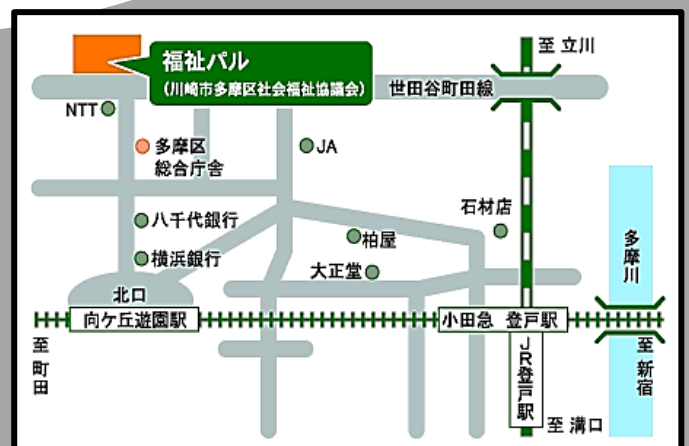 福祉パル
(川崎市多摩区社会福祉協議会)
至 立川
世田谷町田線
NTT
多摩区
総合庁舎
JA
石材店
八千代銀行
柏屋
多摩川
横浜銀行
大正堂
北口
向ケ丘遊園駅
小田急 登戸駅
至町田
JR登戸駅
至新宿
至 溝口